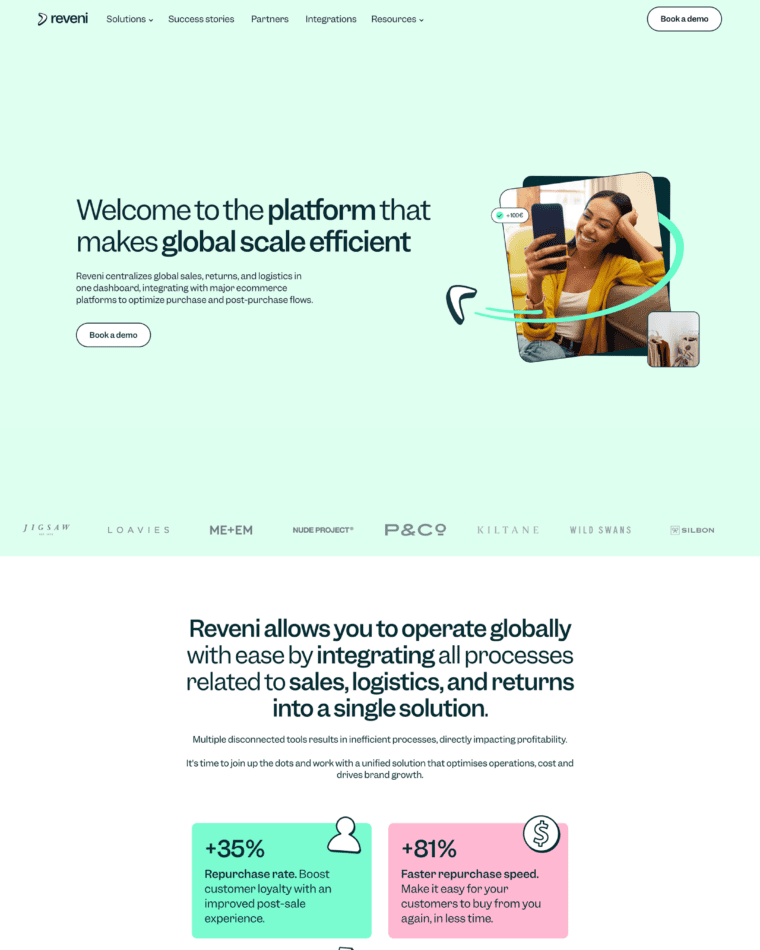 reveni
Solutions
Success stories
Partners
Integrations
Resources
Book a demo
Welcome to the platform that
makes global scale efficient
Reveni centralizes global sales, returns, and logistics in
one dashboard, integrating with major ecommerce
platforms to optimize purchase and post-purchase flows.
Book a demo
+100€
JIGSAW
LOAVIES
ME+EM
NUDE PROJECT®
P&Co
KILTANE
WILD SWANS
SILBON
Reveni allows you to operate globally
with ease by integrating all processes
related to sales, logistics, and returns
into a single solution.
Multiple disconnected tools results in inefficient processes, directly impacting profitability.
It's time to join up the dots and work with a unified solution that optimises operations, cost and
drives brand growth.
+35%
Repurchase rate. Boost
customer loyalty with an
improved post-sale
experience.
$
+81%
Faster repurchase speed.
Make it easy for your
customers to buy from you
again, in less time.